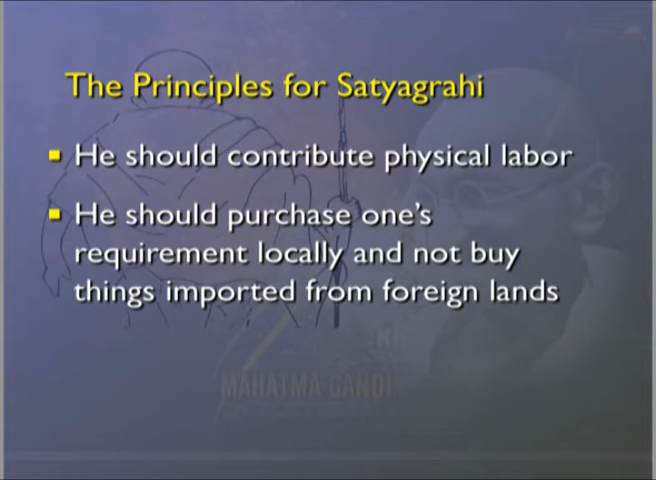 The Principles for Satyagrahi
He should contribute physical labor
He should purchase one's
requirement locally and not buy
things imported from foreign lands
MAHATMA GANDHI